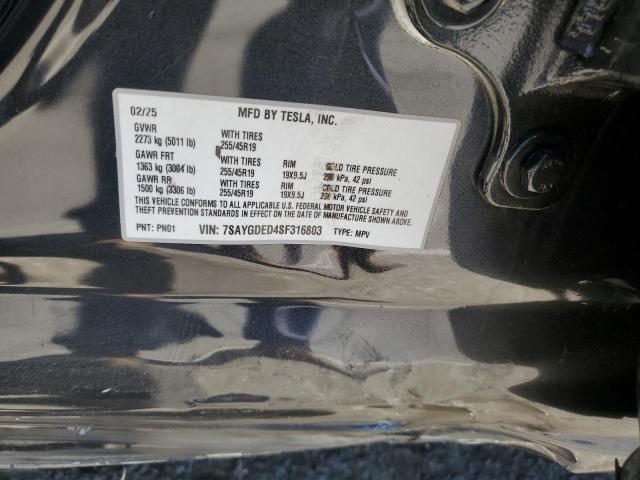 02/25 MFD BY TESLA, INC.
GVWR WITH TIRES
2273 kg (5011 lb) 255/45R19
GAWR FRT WITH TIRES RIM COLD TIRE PRESSURE
1363 kg (3004 lb) 255/45R19 19X9.5J 290 kPa, 42 psi
GAWR RR WITH TIRES RIM COLD TIRE PRESSURE
1500 kg (3306 lb) 255/45R19 19X9.5J 290 kPa, 42 psi
THIS VEHICLE CONFORMS TO ALL APPLICABLE U.S. FEDERAL MOTOR VEHICLE SAFETY AND
THEFT PREVENTION STANDARDS IN EFFECT ON THE DATE OF MANUFACTURE SHOWN ABOVE.
PNT: PN01 VIN: 7SAYGDED4SF316803 TYPE: MPV